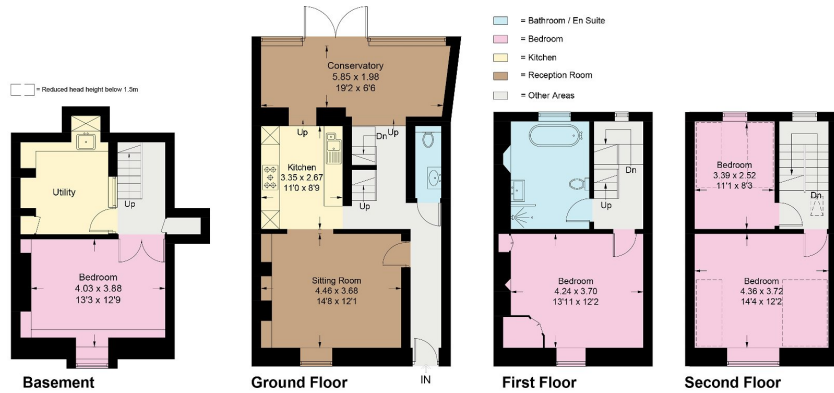 = Reduced head height below 1.5m
= Bathroom / En Suite
= Bedroom
= Kitchen
= Reception Room
= Other Areas
Utility
Up
Bedroom
4.03 x 3.88
13'3 x 12'9
Basement
Conservatory
5.85 x 1.98
19'2 x 6'6
Up
Up
Dn
Kitchen
3.35 x 2.67
11'0 x 8'9
Up
Sitting Room
4.46 x 3.68
14'8 x 12'1
IN
Ground Floor
Dn
Up
Bedroom
4.24 x 3.70
13'11 x 12'2
First Floor
Bedroom
3.39 x 2.52
11'1 x 8'3
Dn
Bedroom
4.36 x 3.72
14'4 x 12'2
Second Floor